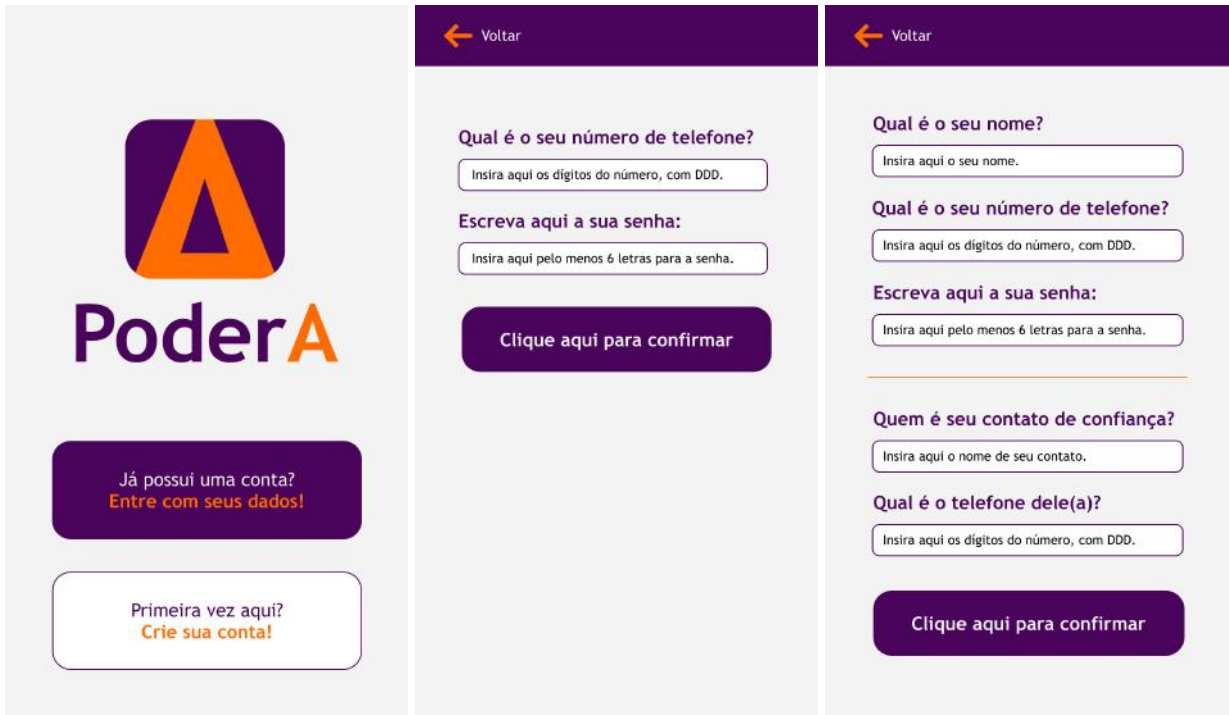 PoderA
Já possui uma conta?
Entre com seus dados!
Primeira vez aqui?
Crie sua conta!
Voltar
Qual é o seu número de telefone?
Insira aqui os dígitos do número, com DDD.
Escreva aqui a sua senha:
Insira aqui pelo menos 6 letras para a senha.
Clique aqui para confirmar
Voltar
Qual é o seu nome?
Insira aqui o seu nome.
Qual é o seu número de telefone?
Insira aqui os dígitos do número, com DDD.
Escreva aqui a sua senha:
Insira aqui pelo menos 6 letras para a senha.
Quem é seu contato de confiança?
Insira aqui o nome de seu contato.
Qual é o telefone dele(a)?
Insira aqui os dígitos do número, com DDD.
Clique aqui para confirmar